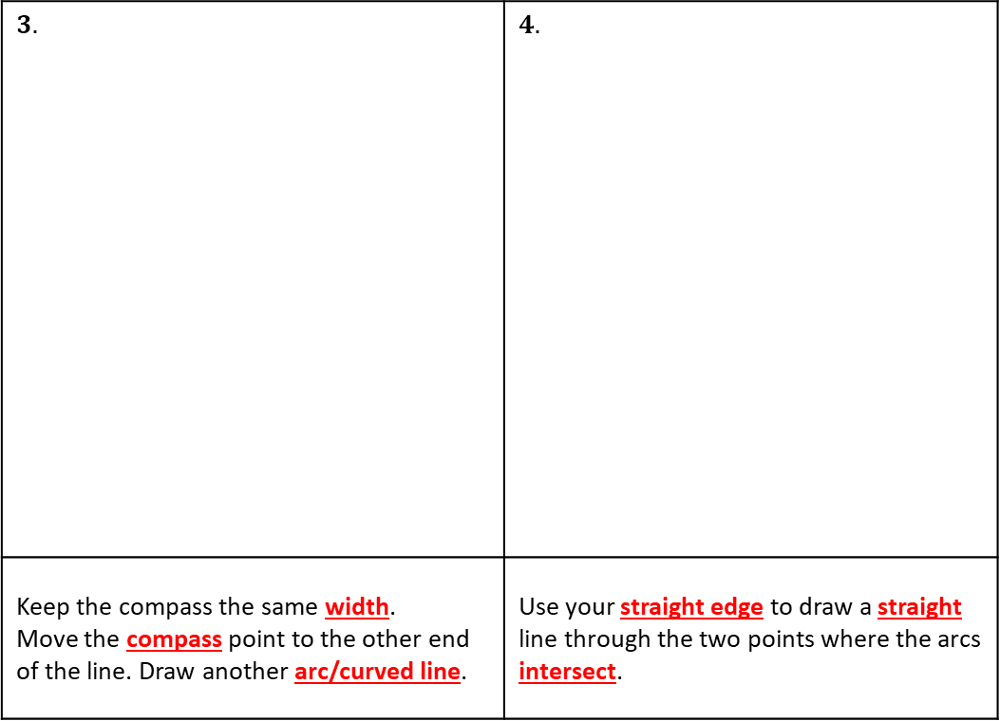 3.
Keep the compass the same width.
Move the compass point to the other end
of the line. Draw another arc/curved line.
4.
Use your straight edge to draw a straight
line through the two points where the arcs
intersect.